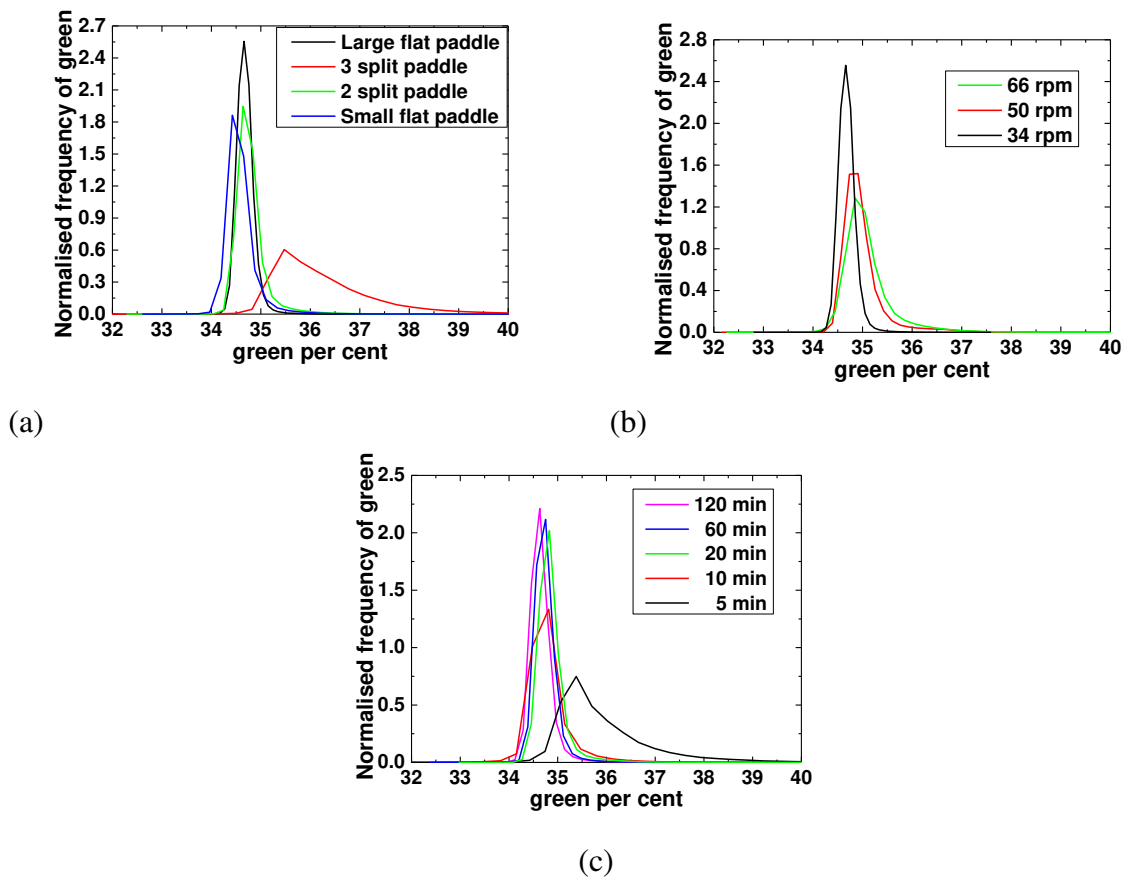 Normalised frequency of green
2.7
2.4
2.1
1.8
1.5
1.2
0.9
0.6
0.3
0.0
Large flat paddle
3 split paddle
2 split paddle
Small flat paddle
32 33 34 35 36 37 38 39 40
green per cent
(a)
Normalised frequency of green
2.8
2.4
2.0
1.6
1.2
0.8
0.4
0.0
66 rpm
50 rpm
34 rpm
32 33 34 35 36 37 38 39 40
green per cent
(b)
Normalised frequency of green
2.5
2.0
1.5
1.0
0.5
0.0
120 min
60 min
20 min
10 min
5 min
32 33 34 35 36 37 38 39 40
green per cent
(c)